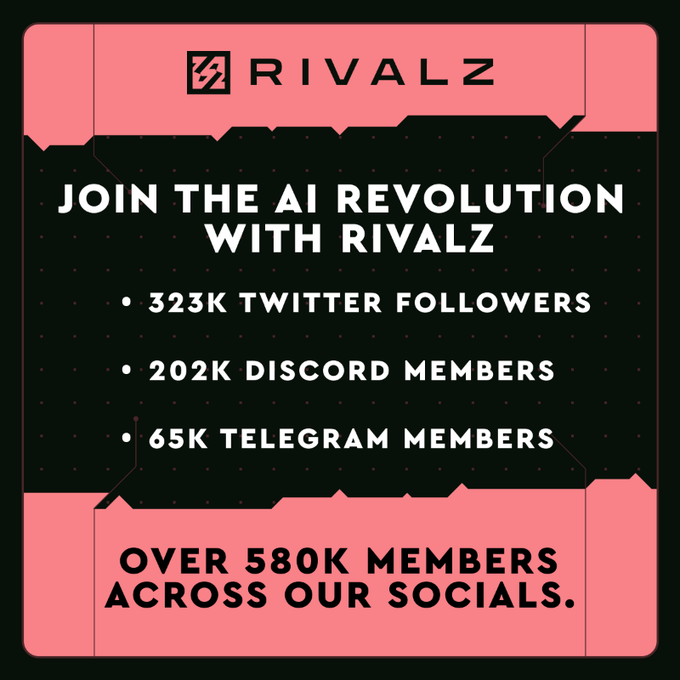 RIVALZ
JOIN THE AI REVOLUTION
WITH RIVALZ
• 323K TWITTER FOLLOWERS
• 202K DISCORD MEMBERS
• 65K TELEGRAM MEMBERS
OVER 580K MEMBERS
ACROSS OUR SOCIALS.